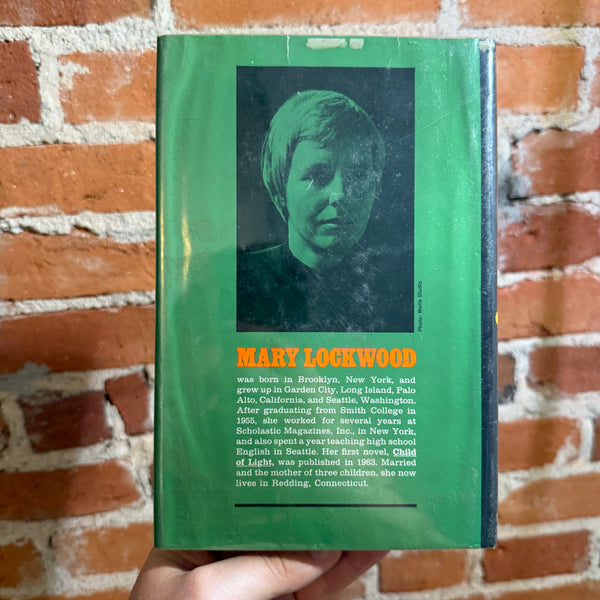 Photo: Wells Studio
MARY LOCKWOOD
was born in Brooklyn, New York, and
grew up in Garden City, Long Island, Palo
Alto, California, and Seattle, Washington.
After graduating from Smith College in
1955, she worked for several years at
Scholastic Magazines, Inc., in New York,
and also spent a year teaching high school
English in Seattle. Her first novel, Child
of Light, was published in 1963. Married
and the mother of three children, she now
lives in Redding, Connecticut.